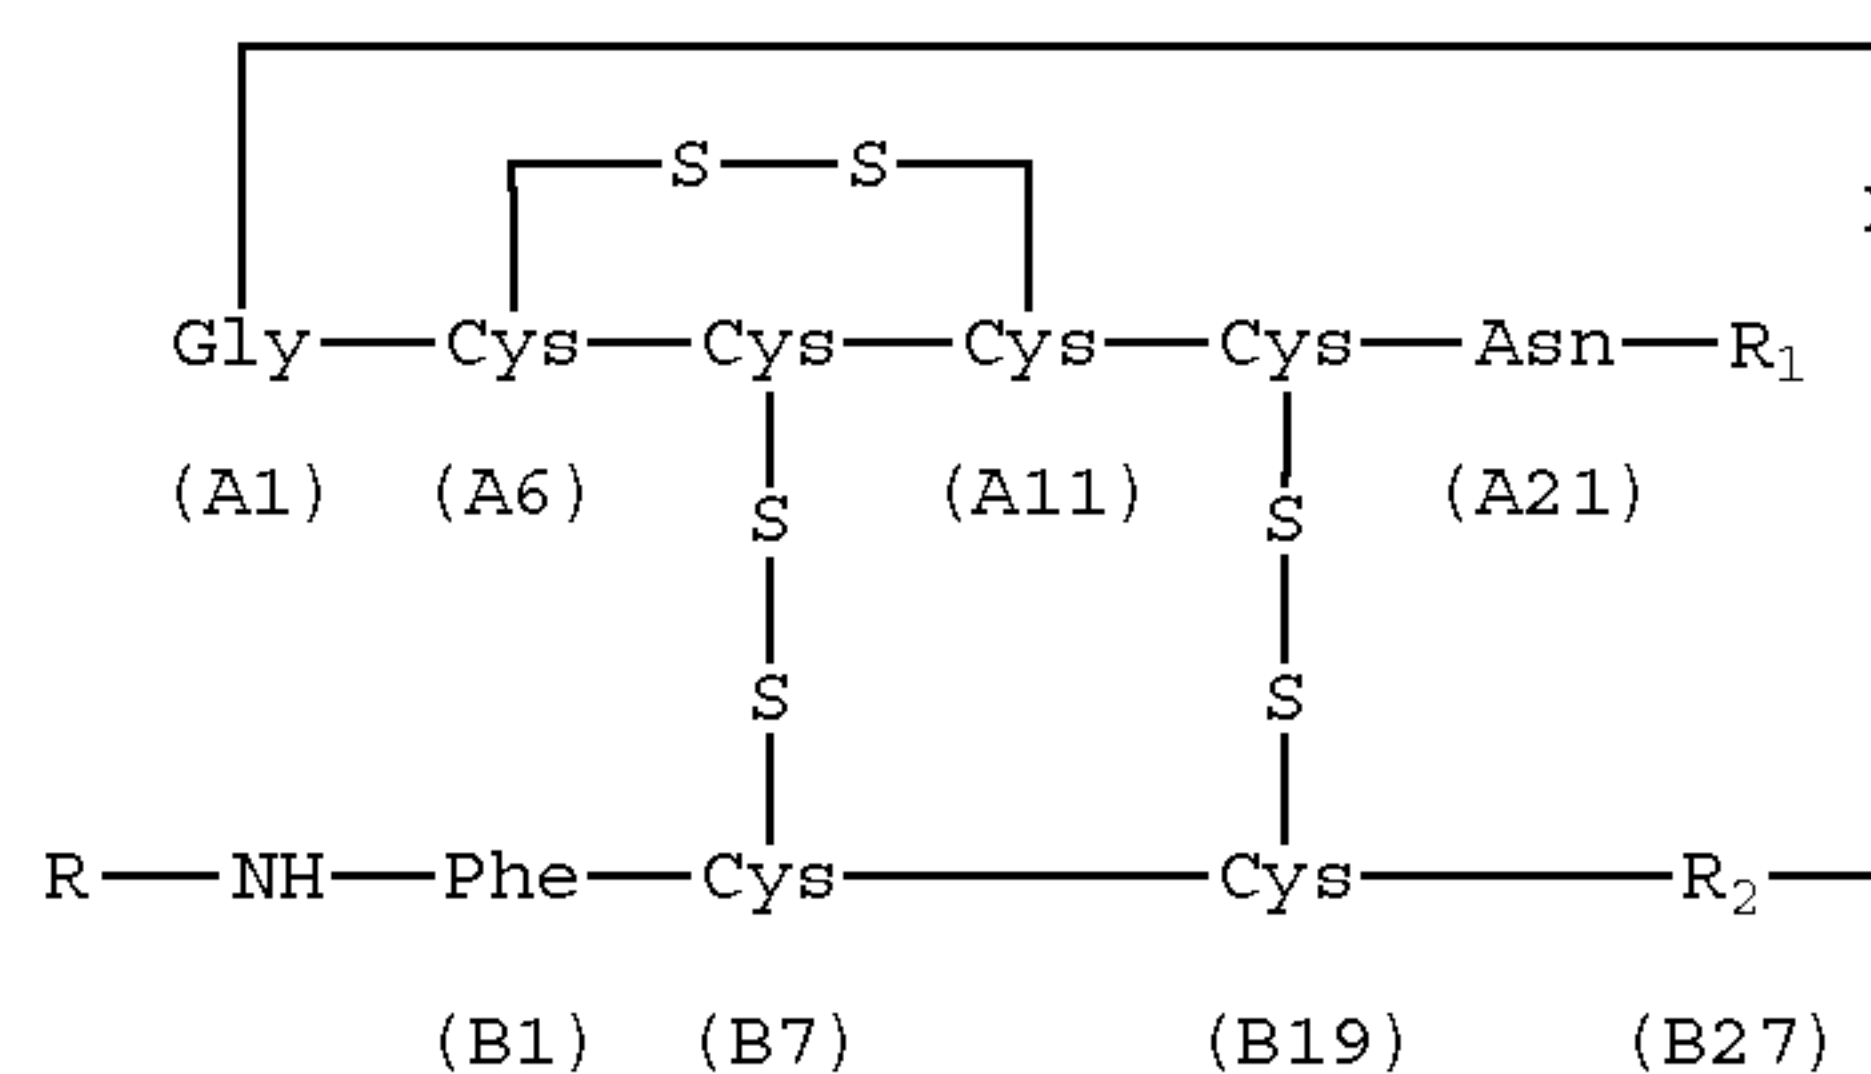 S—S
Gly—Cys—Cys—Cys—Cys—Asn—R₁
(A1) (A6) (A11) (A21)
S S
S S
R—NH—Phe—Cys—Cys—R₂—
(B1) (B7) (B19) (B27)